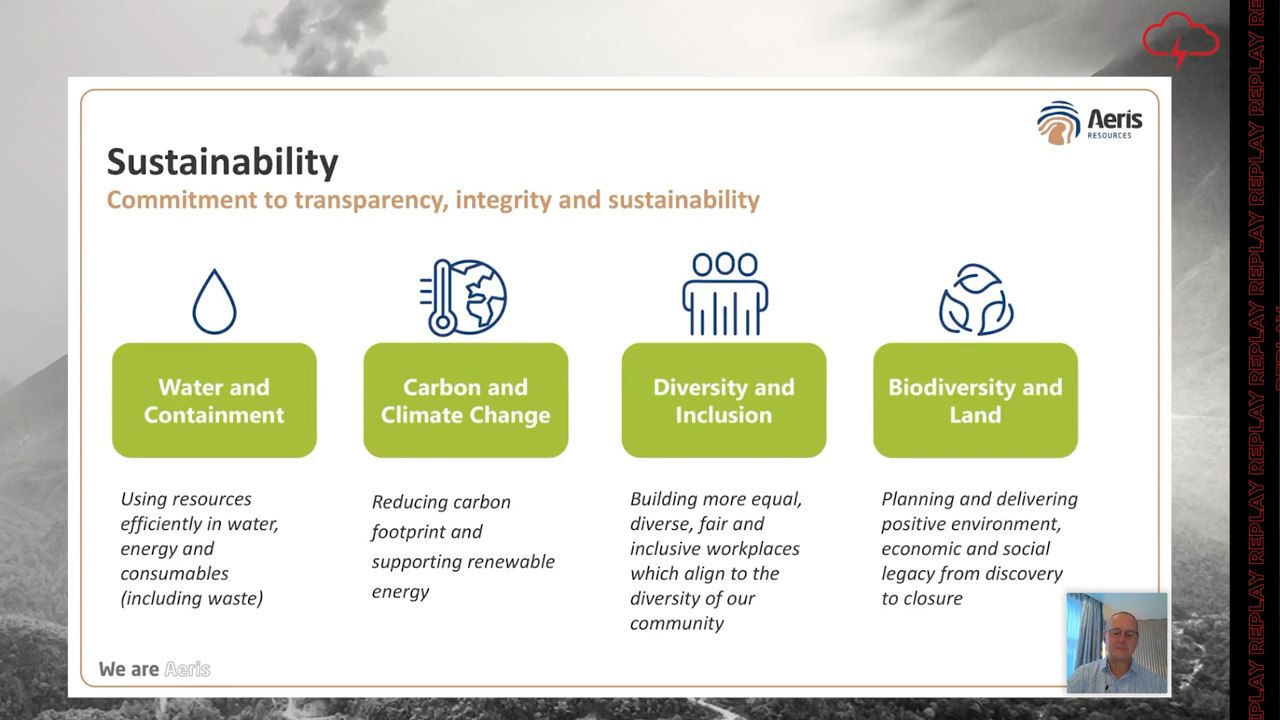 Aeris
RESOURCES
Sustainability
Commitment to transparency, integrity and sustainability
Water and
Containment
Carbon and
Climate Change
Diversity and
Inclusion
Biodiversity and
Land
Using resources
efficiently in water,
energy and
consumables
(including waste)
Reducing carbon
footprint and
supporting renewable
energy
Building more equal,
diverse, fair and
inclusive workplaces
which align to the
diversity of our
community
Planning and delivering
positive environment,
economic and social
legacy from discovery
to closure
We are Aeris
REPLAY REPLAY REPLAY REPLAY REPLAY REPLAY REPLAY REPLAY